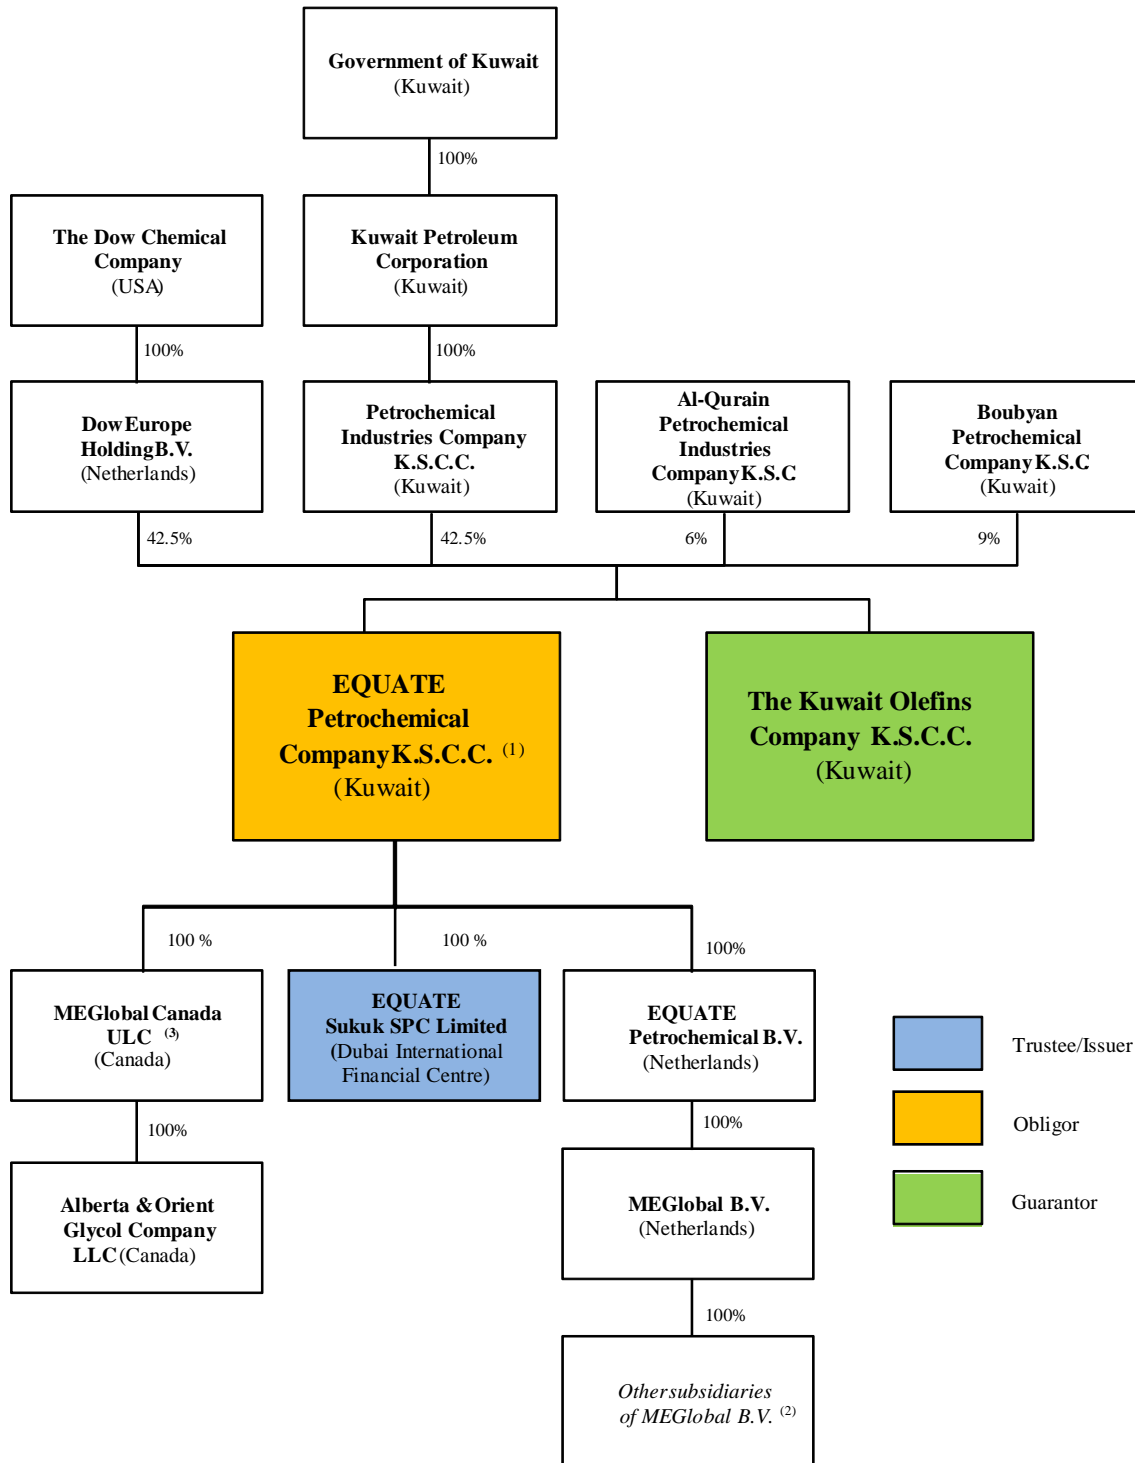 Government of Kuwait
(Kuwait)
100%
The Dow Chemical
Company
(USA)
Kuwait Petroleum
Corporation
(Kuwait)
100%
100%
Dow Europe
Holding B.V.
(Netherlands)
Petrochemical
Industries Company
K.S.C.C.
(Kuwait)
Al-Qurain
Petrochemical
Industries
Company K.S.C.
(Kuwait)
Boubyan
Petrochemical
Company K.S.C
(Kuwait)
42.5%
42.5%
6%
9%
EQUATE
Petrochemical
Company K.S.C.C. (1)
(Kuwait)
The Kuwait Olefins
Company K.S.C.C.
(Kuwait)
100 %
100 %
100%
MEGlobal Canada
ULC (3)
(Canada)
EQUATE
Sukuk SPC Limited
(Dubai International
Financial Centre)
EQUATE
Petrochemical B.V.
(Netherlands)
Trustee/Issuer
Obligor
Guarantor
100%
100%
Alberta & Orient
Glycol Company
LLC (Canada)
MEGlobal B.V.
(Netherlands)
100%
Other subsidiaries
of MEGlobal B.V. (2)